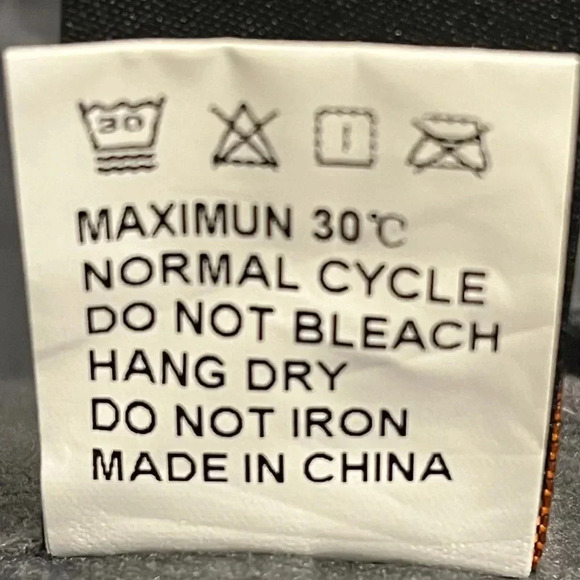 30
MAXIMUN 30℃
NORMAL CYCLE
DO NOT BLEACH
HANG DRY
DO NOT IRON
MADE IN CHINA